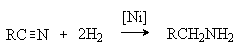 RC≡N + 2H₂ [Ni] → RCH₂NH₂